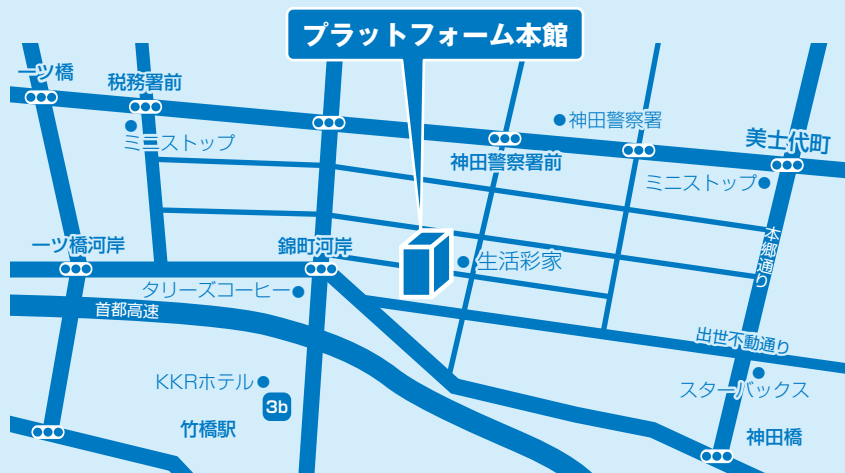 プラットフォーム本館
一ツ橋
税務署前
ミニストップ
神田警察署
神田警察署前
美士代町
ミニストップ
一ツ橋河岸
錦町河岸
生活彩家
本郷通り
タリーズコーヒー
首都高速
出世不動通り
KKRホテル
3b
竹橋駅
スターバックス
神田橋